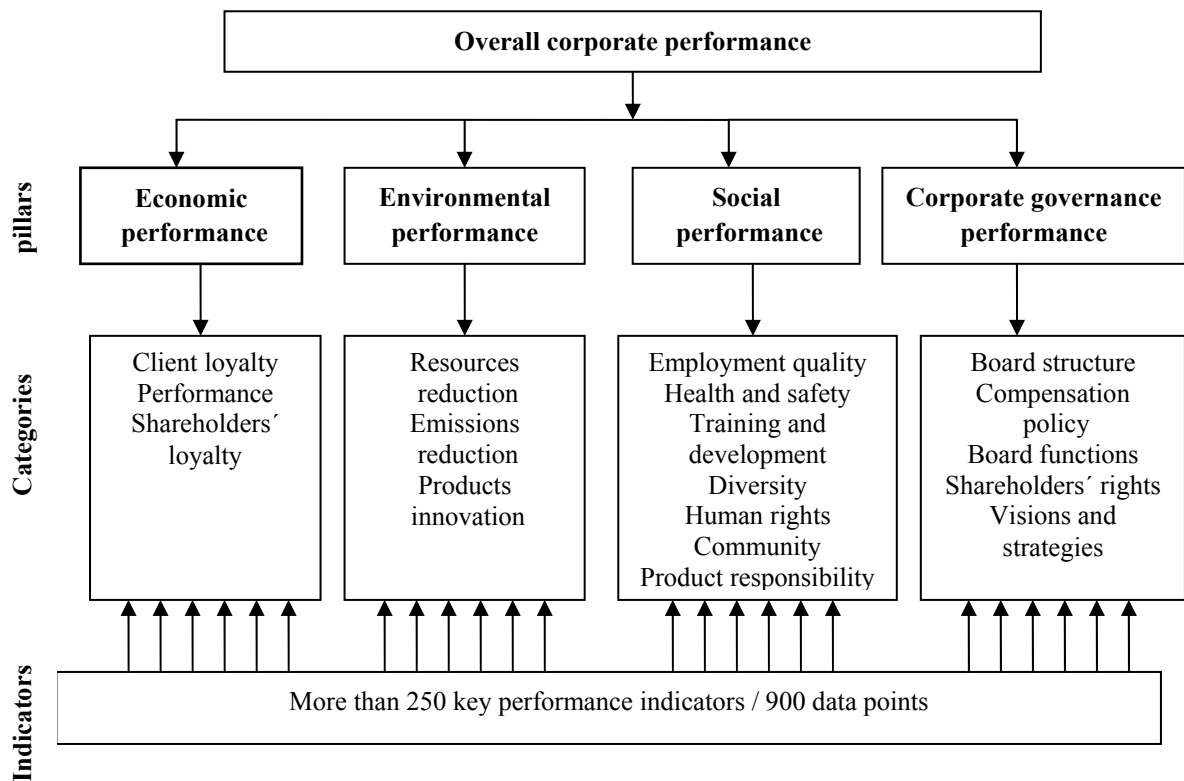 Overall corporate performance
pillars
Economic
performance
Environmental
performance
Social
performance
Corporate governance
performance
Categories
Client loyalty
Performance
Shareholders´
loyalty
Resources
reduction
Emissions
reduction
Products
innovation
Employment quality
Health and safety
Training and
development
Diversity
Human rights
Community
Product responsibility
Board structure
Compensation
policy
Board functions
Shareholders´ rights
Visions and
strategies
Indicators
More than 250 key performance indicators / 900 data points